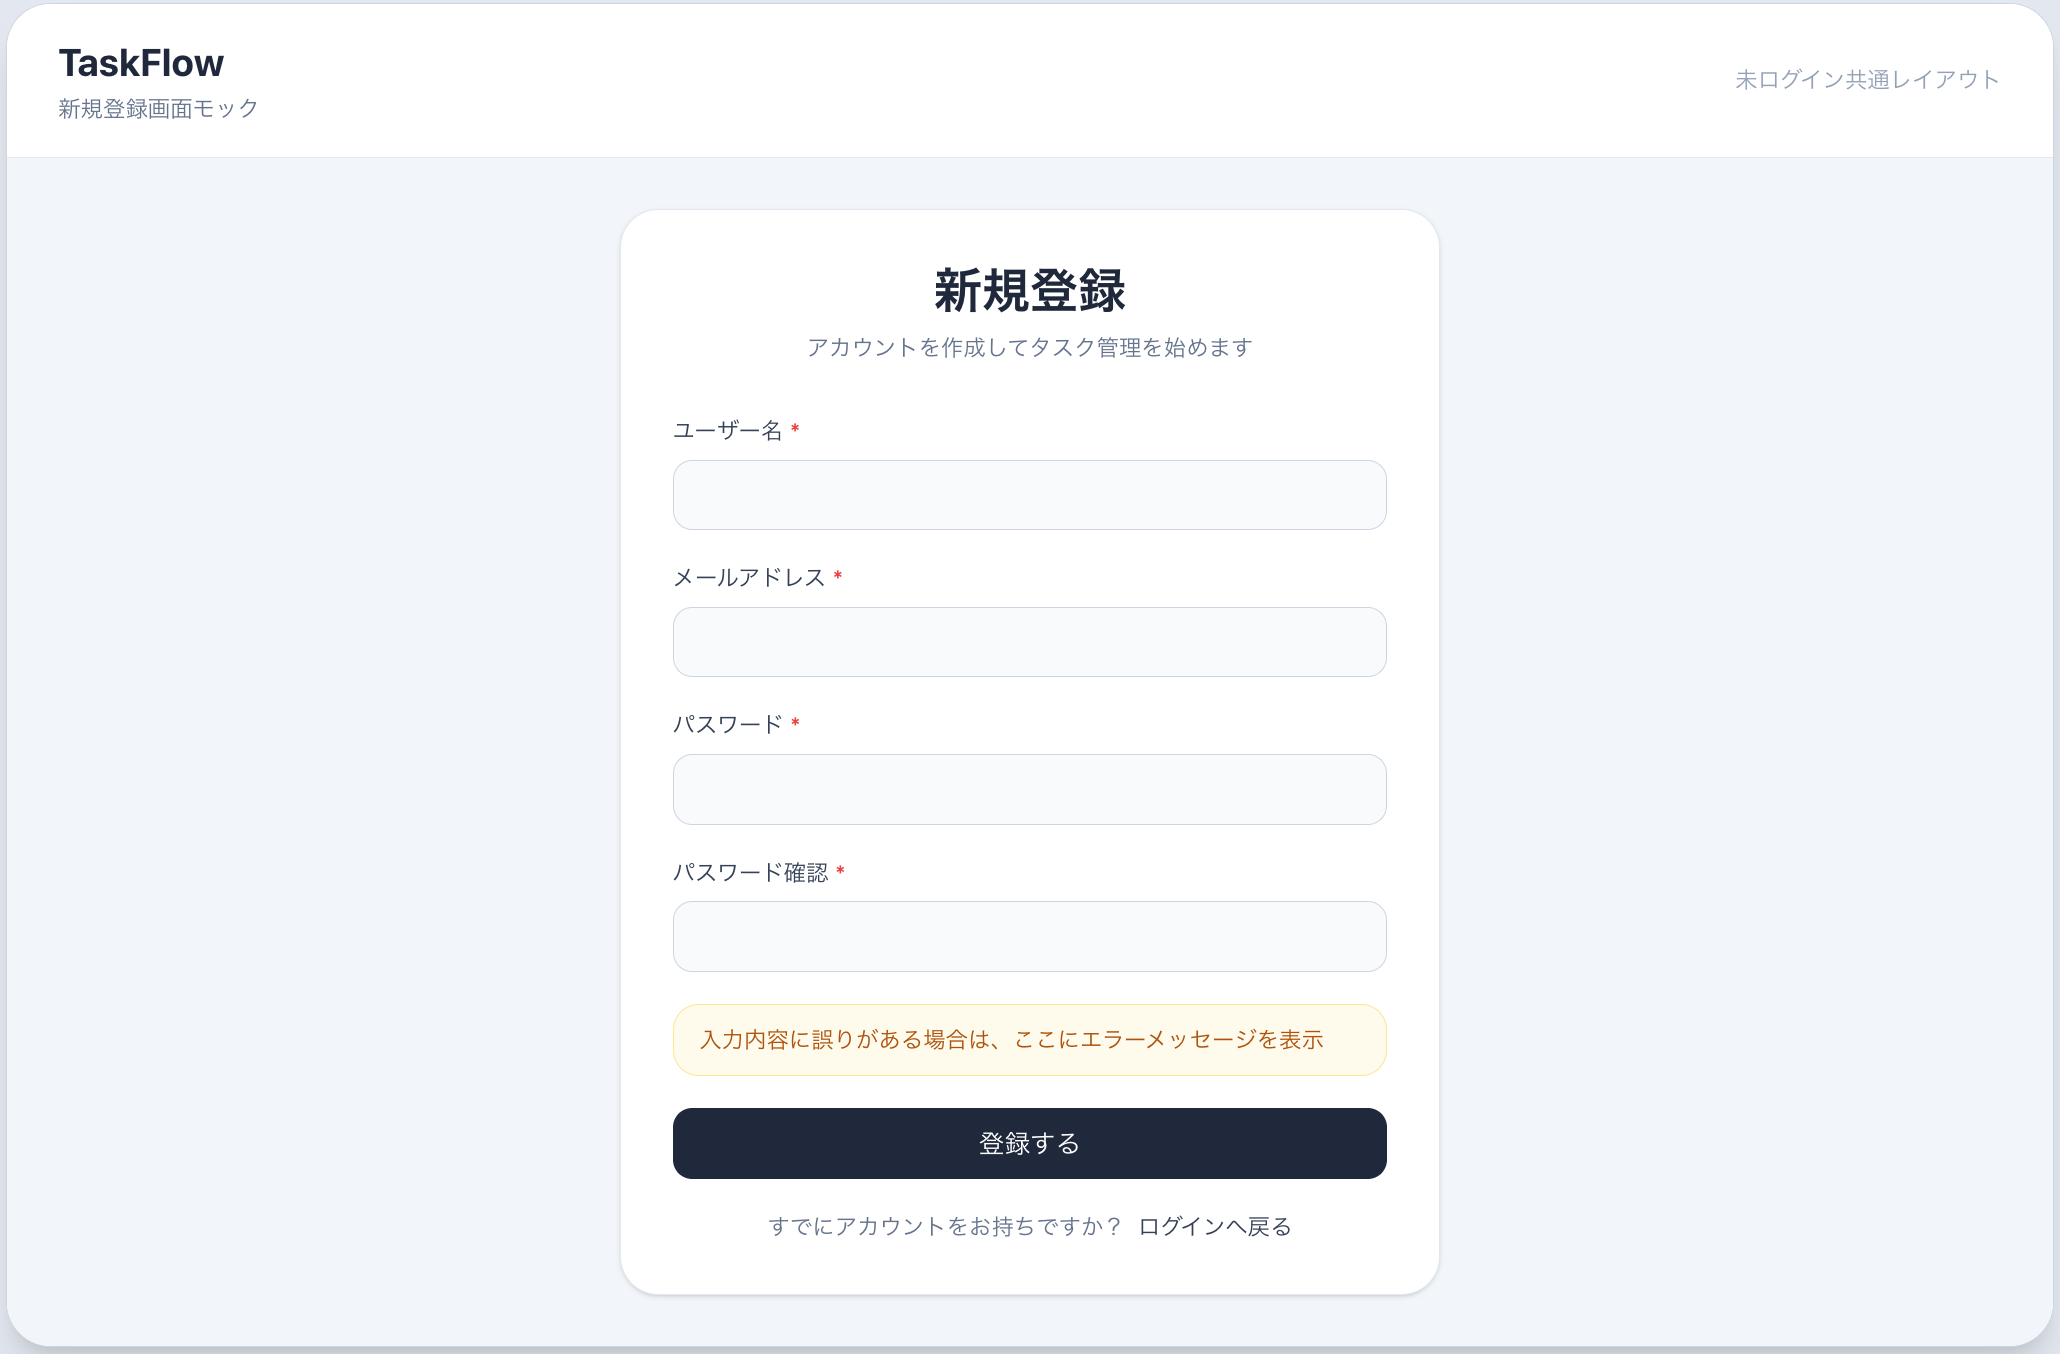 TaskFlow
新規登録画面モック
未ログイン共通レイアウト
新規登録
アカウントを作成してタスク管理を始めます
ユーザー名 *
メールアドレス *
パスワード *
パスワード確認 *
入力内容に誤りがある場合は、ここにエラーメッセージを表示
登録する
すでにアカウントをお持ちですか？ ログインへ戻る